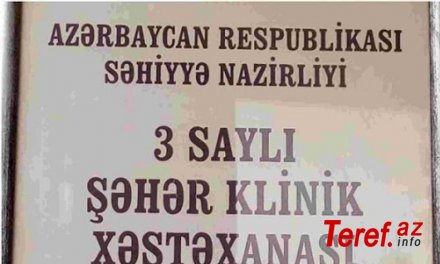 AZƏRBAYCAN RESPUBLİKASI
SƏHİYYƏ NAZİRLİYİ
3 SAYLI
ŞƏHƏR KLİNİK
XƏSTƏXANASI
Teref.az
info